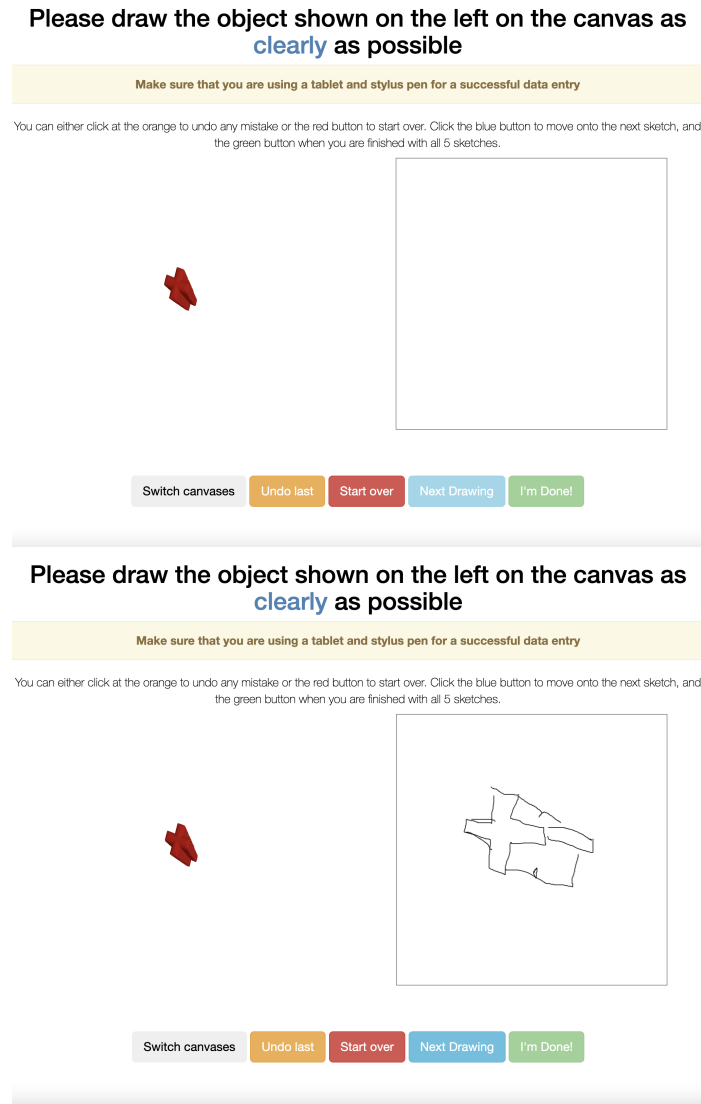 Please draw the object shown on the left on the canvas as
clearly as possible
Make sure that you are using a tablet and stylus pen for a successful data entry
You can either click at the orange to undo any mistake or the red button to start over. Click the blue button to move onto the next sketch, and
the green button when you are finished with all 5 sketches.
Switch canvases Undo last Start over Next Drawing I'm Done!
Please draw the object shown on the left on the canvas as
clearly as possible
Make sure that you are using a tablet and stylus pen for a successful data entry
You can either click at the orange to undo any mistake or the red button to start over. Click the blue button to move onto the next sketch, and
the green button when you are finished with all 5 sketches.
Switch canvases Undo last Start over Next Drawing I'm Done!